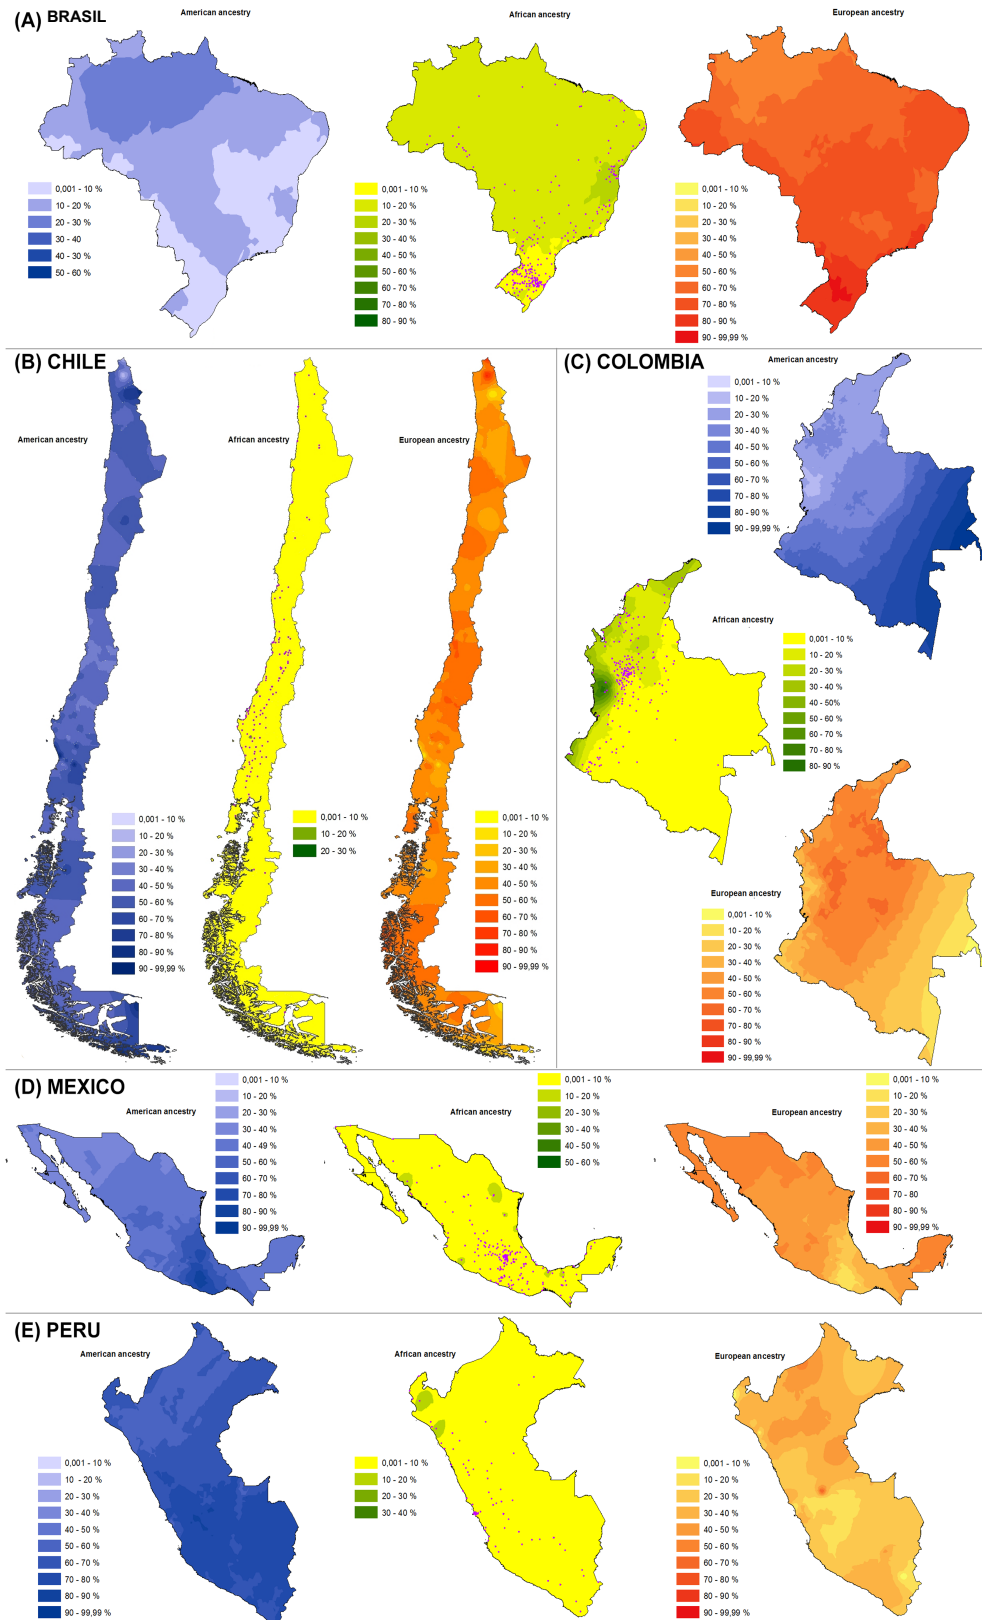 (A) BRASIL
American ancestry
0,001 - 10 %
10 - 20 %
20 - 30 %
30 - 40
40 - 30 %
50 - 60 %
African ancestry
0,001 - 10 %
10 - 20 %
20 - 30 %
30 - 40 %
40 - 50 %
50 - 60 %
60 - 70 %
70 - 80 %
80 - 90 %
European ancestry
0,001 - 10 %
10 - 20 %
20 - 30 %
30 - 40 %
40 - 50 %
50 - 60 %
60 - 70 %
70 - 80 %
80 - 90 %
90 - 99,99 %
(B) CHILE
American ancestry
0,001 - 10 %
10 - 20 %
20 - 30 %
30 - 40 %
40 - 50 %
50 - 60 %
60 - 70 %
70 - 80 %
80 - 90 %
90 - 99,99 %
African ancestry
0,001 - 10 %
10 - 20 %
20 - 30 %
European ancestry
0,001 - 10 %
10 - 20 %
20 - 30 %
30 - 40 %
40 - 50 %
50 - 60 %
60 - 70 %
70 - 80 %
80 - 90 %
90 - 99,99 %
(C) COLOMBIA
American ancestry
0,001 - 10 %
10 - 20 %
20 - 30 %
30 - 40 %
40 - 50 %
50 - 60 %
60 - 70 %
70 - 80 %
80 - 90 %
90 - 99,99 %
African ancestry
0,001 - 10 %
10 - 20 %
20 - 30 %
30 - 40 %
40 - 50%
50 - 60 %
60 - 70 %
70 - 80 %
80- 90 %
European ancestry
0,001 - 10 %
10 - 20 %
20 - 30 %
30 - 40 %
40 - 50 %
50 - 60 %
60 - 70 %
70 - 80 %
80 - 90 %
90 - 99,99%
(D) MEXICO
American ancestry
0,001 - 10 %
10 - 20 %
20 - 30 %
30 - 40 %
40 - 49 %
50 - 60 %
60 - 70 %
70 - 80 %
80 - 90 %
90 - 99,99 %
African ancestry
0,001 - 10 %
10 - 20 %
20 - 30 %
30 - 40 %
40 - 50 %
50 - 60 %
European ancestry
0,001 - 10 %
10 - 20 %
20 - 30 %
30 - 40 %
40 - 50 %
50 - 60 %
60 - 70 %
70 - 80
80 - 90 %
90 - 99,99 %
(E) PERU
American ancestry
0,001 - 10 %
10 - 20 %
20 - 30 %
30 - 40 %
40 - 50 %
50 - 60 %
60 - 70 %
70 - 80 %
80 - 90 %
90 - 99,99 %
African ancestry
0,001 - 10 %
10 - 20 %
20 - 30 %
30 - 40 %
European ancestry
0,001 - 10 %
10 - 20 %
20 - 30 %
30 - 40 %
40 - 50 %
50 - 60 %
60 - 70 %
70 - 80 %
80 - 90 %
90 - 99,99 %